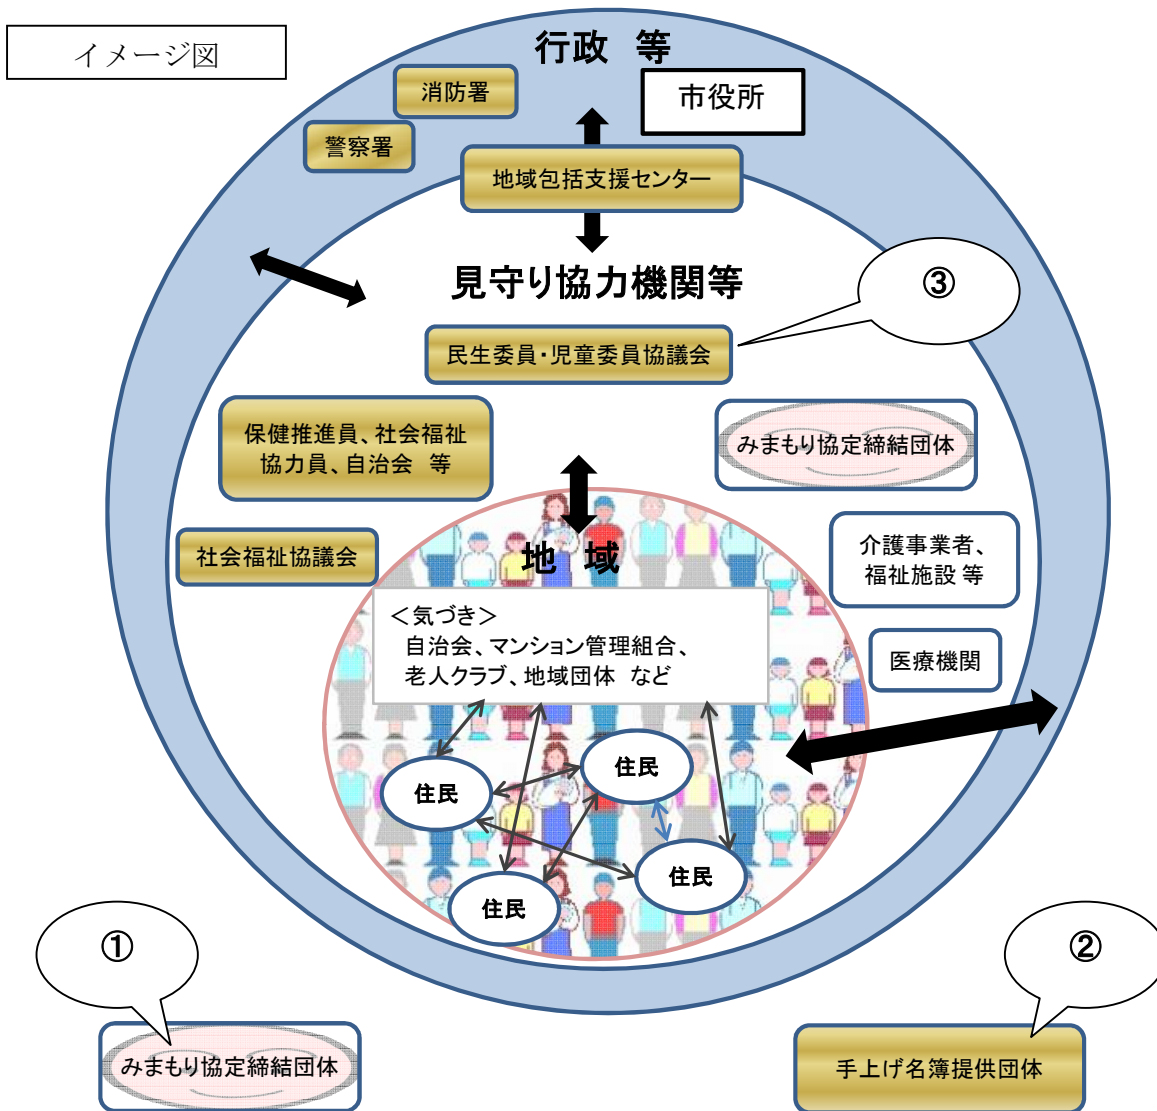 イメージ図
行政 等
消防署
市役所
警察署
地域包括支援センター
見守り協力機関等
③
民生委員・児童委員協議会
保健推進員、社会福祉
協力員、自治会 等
みまもり協定締結団体
社会福祉協議会
介護事業者、
福祉施設 等
医療機関
地 域
＜気づき＞
自治会、マンション管理組合、
老人クラブ、地域団体 など
住民
住民
住民
住民
①
みまもり協定締結団体
②
手上げ名簿提供団体